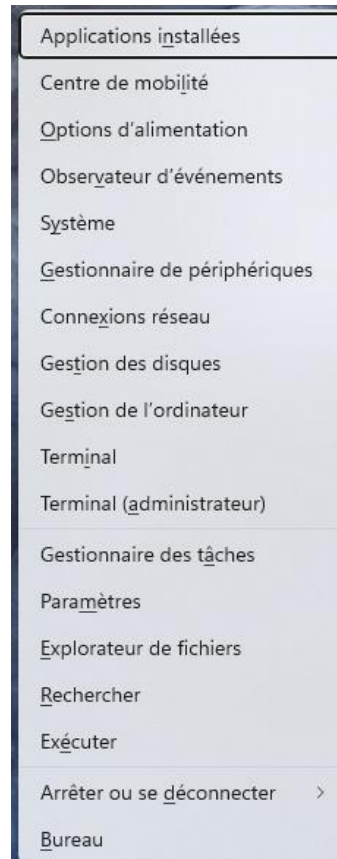 Applications installées
Centre de mobilité
Options d’alimentation
Observateur d’événements
Système
Gestionnaire de périphériques
Connexions réseau
Gestion des disques
Gestion de l’ordinateur
Terminal
Terminal (administrateur)
Gestionnaire des tâches
Paramètres
Explorateur de fichiers
Rechercher
Exécuter
Arrêter ou se déconnecter
Bureau